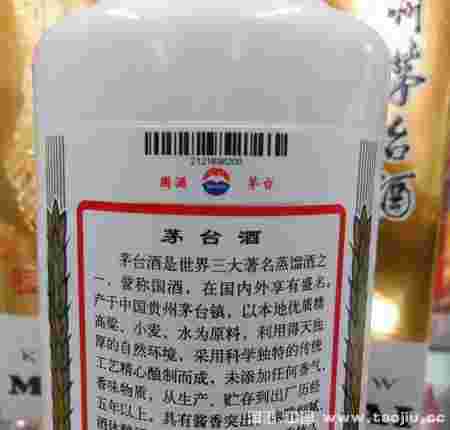 国酒 茅台
茅台酒
茅台酒是世界三大著名蒸馏酒之
一，誉称国酒，在国内外享有盛名。
产于中国贵州茅台镇，以本地优质糯
高粱、小麦、水为原料，利用得天独
厚的自然环境，采用科学独特的传统
工艺精心酿制而成，未添加任何香气、
香味物质，从生产、贮存到出厂历经
五年以上，具有酱香突出
州茅台酒
K
M
W
www.taojiu.cc